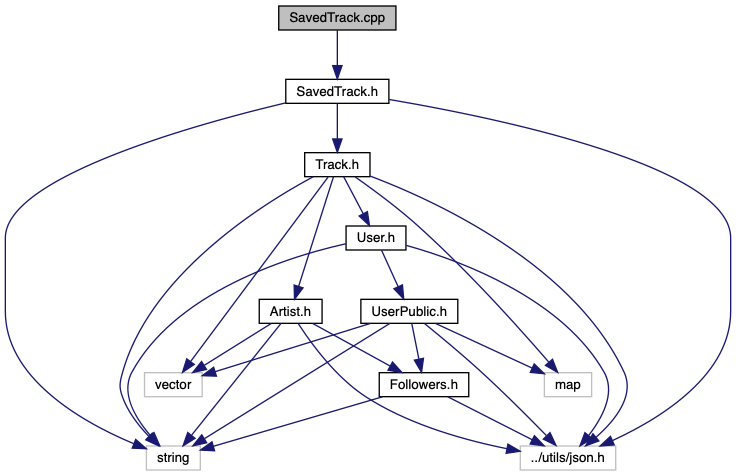 SavedTrack.cpp
SavedTrack.h
Track.h
User.h
Artist.h
UserPublic.h
vector
Followers.h
map
string
../utils/json.h